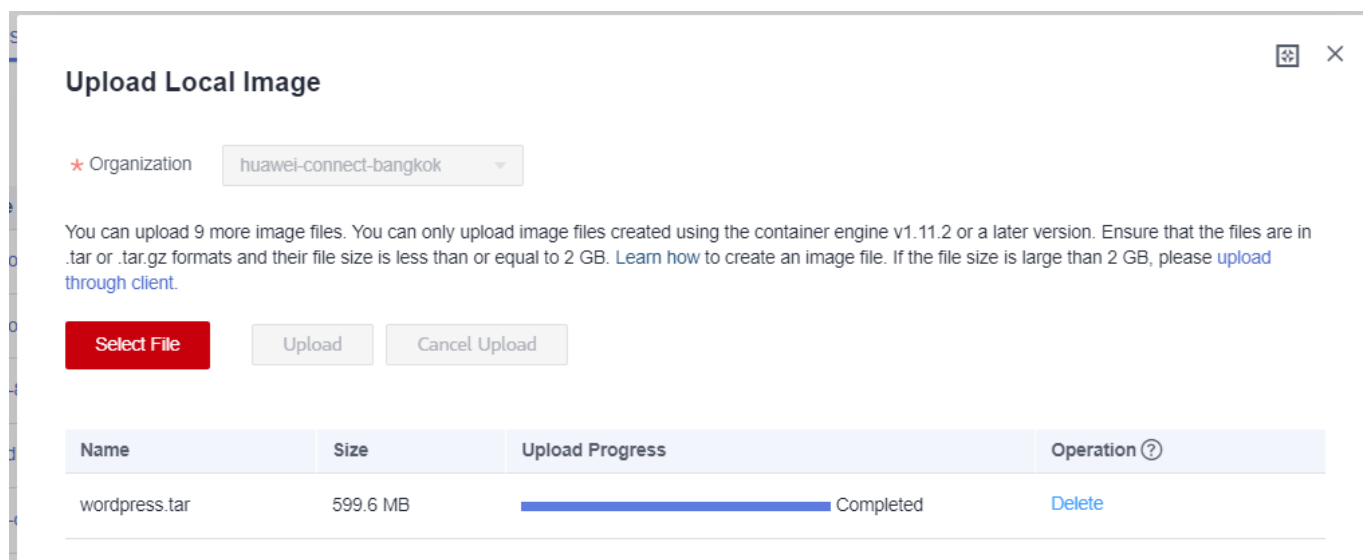 Upload Local Image
* Organization
huawei-connect-bangkok
You can upload 9 more image files. You can only upload image files created using the container engine v1.11.2 or a later version. Ensure that the files are in
.tar or .tar.gz formats and their file size is less than or equal to 2 GB. Learn how to create an image file. If the file size is large than 2 GB, please upload
through client.
Select File Upload Cancel Upload
Name Size Upload Progress Operation ?
wordpress.tar 599.6 MB Completed Delete